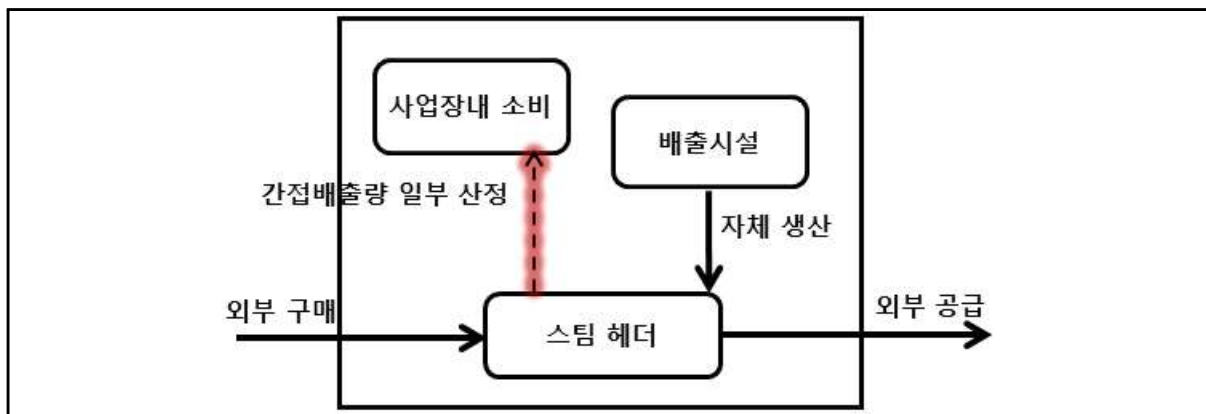 사업장내 소비
배출시설
간접배출량 일부 산정
자체 생산
외부 구매
스팀 헤더
외부 공급